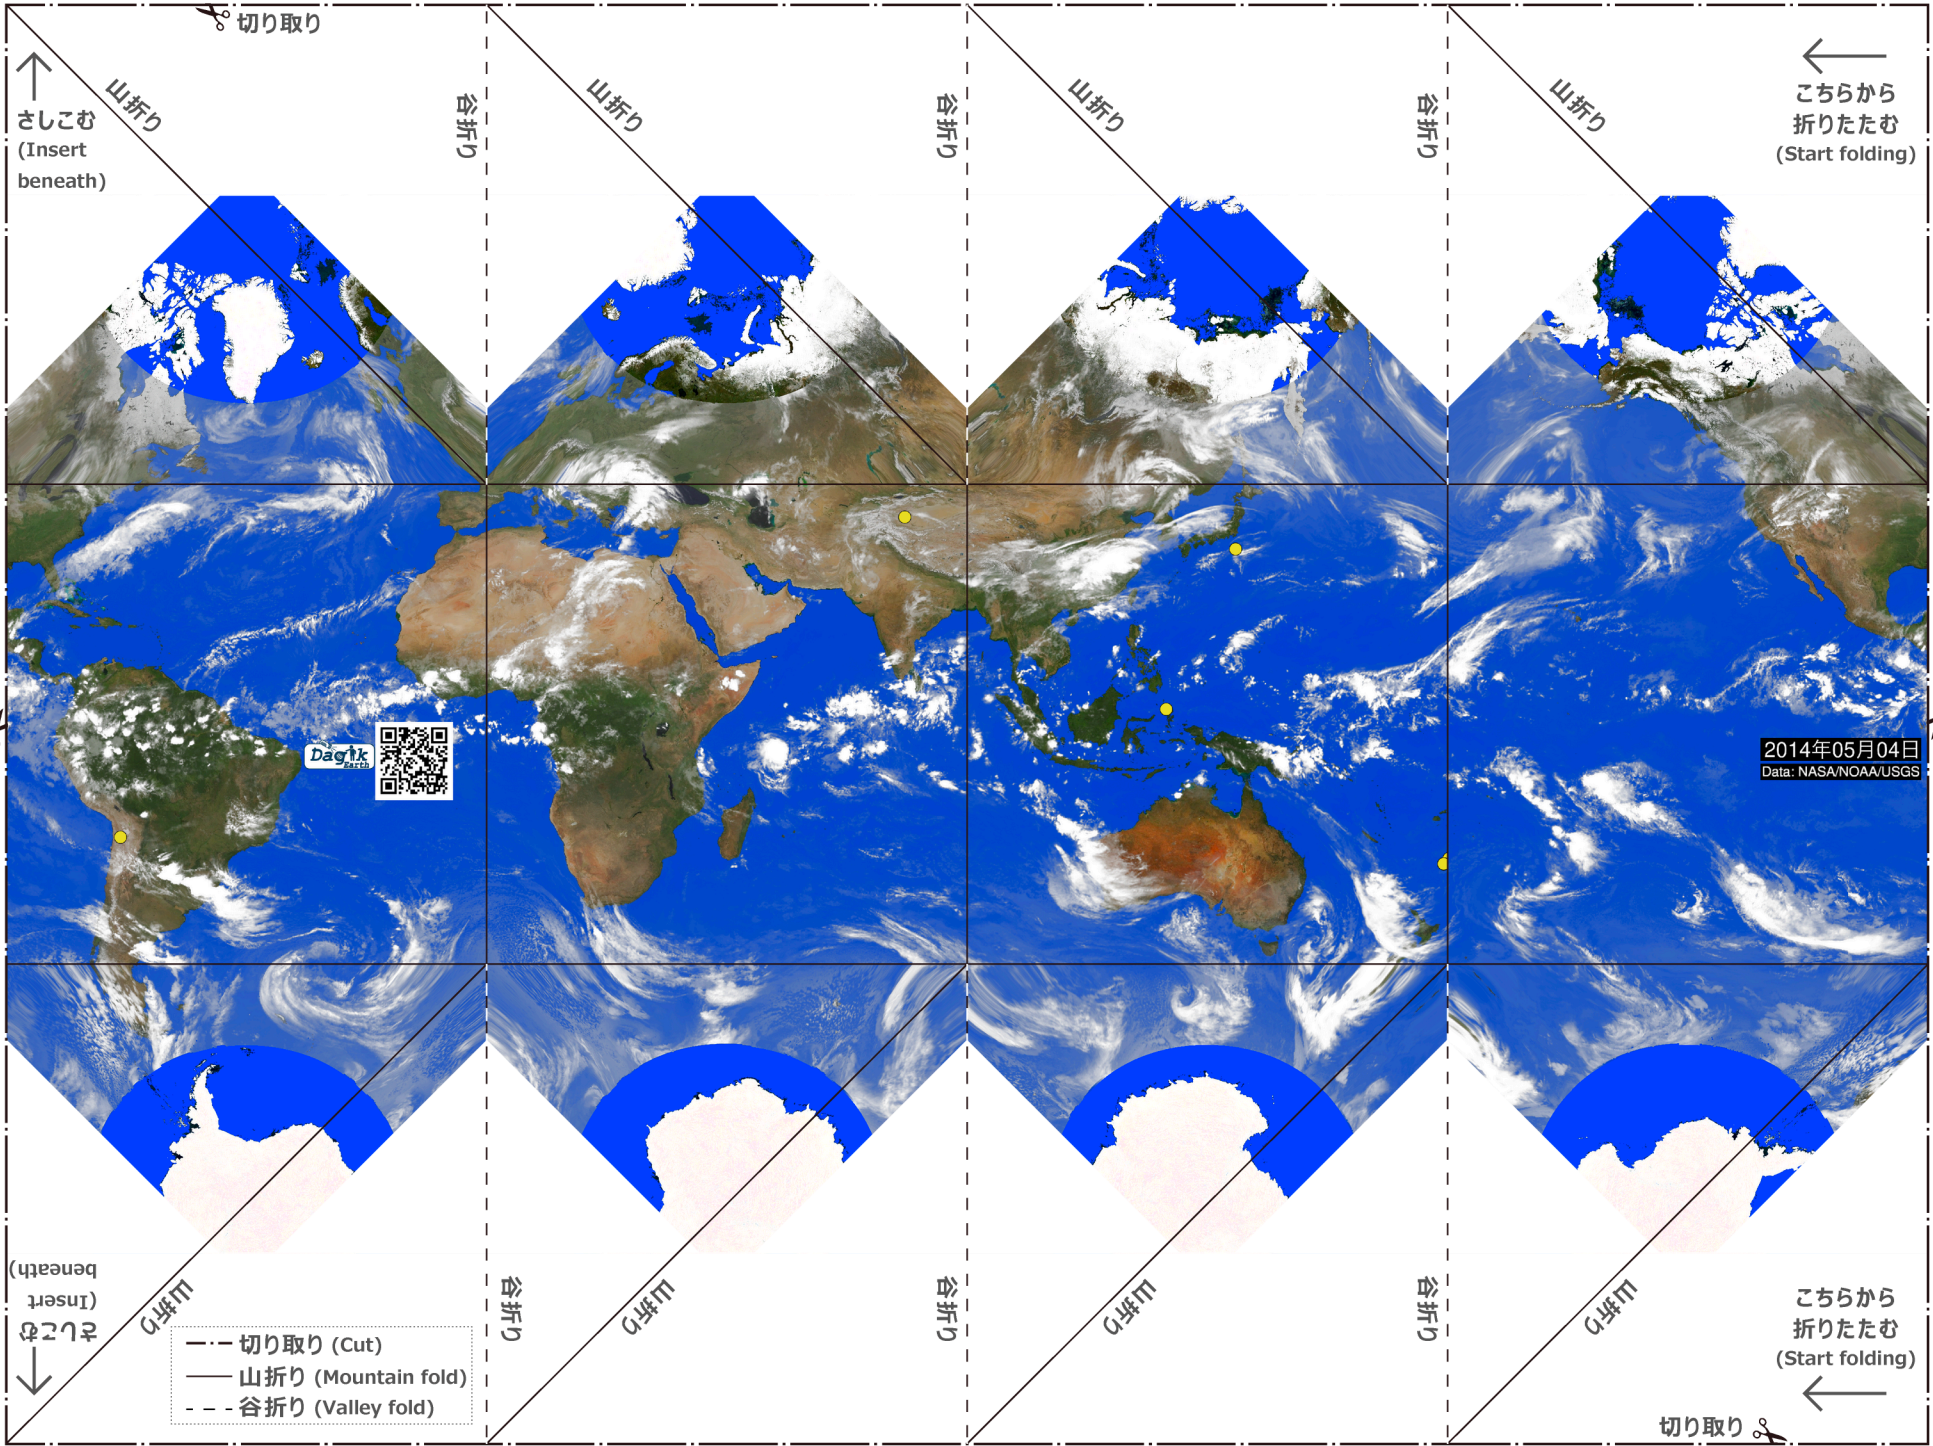 切り取り
さしこむ
(Insert
beneath)
山折り
谷折り
山折り
谷折り
山折り
谷折り
山折り
こちらから
折りたたむ
(Start folding)
Dagik
Earth
2014年05月04日
Data: NASA/NOAA/USGS
さしこむ
(Insert
beneath)
山折り
谷折り
山折り
谷折り
山折り
谷折り
山折り
こちらから
折りたたむ
(Start folding)
切り取り (Cut)
山折り (Mountain fold)
谷折り (Valley fold)
切り取り